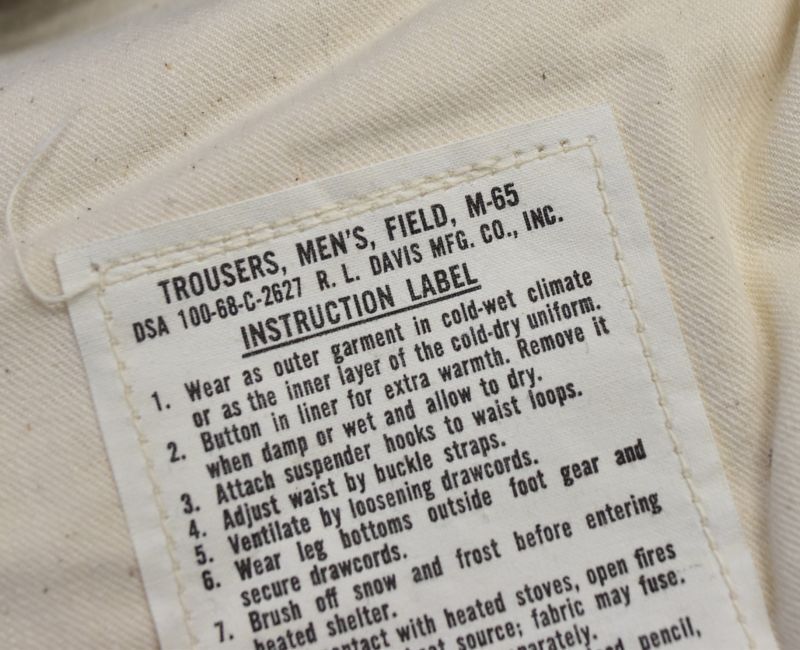 TROUSERS, MEN'S, FIELD, M-65
DSA 100-68-C-2627 R. L. DAVIS MFG. CO., INC.
INSTRUCTION LABEL
1. Wear as outer garment in cold-wet climate
or as the inner layer of the cold-dry uniform.
2. Button in liner for extra warmth. Remove it
when damp or wet and allow to dry.
3. Attach suspender hooks to waist loops.
4. Adjust waist by buckle straps.
5. Ventilate by loosening drawcords.
6. Wear leg bottoms outside foot gear and
secure drawcords.
7. Brush off snow and frost before entering
heated shelter.
with heated stoves, open fires
source; fabric may fuse.
pencil,